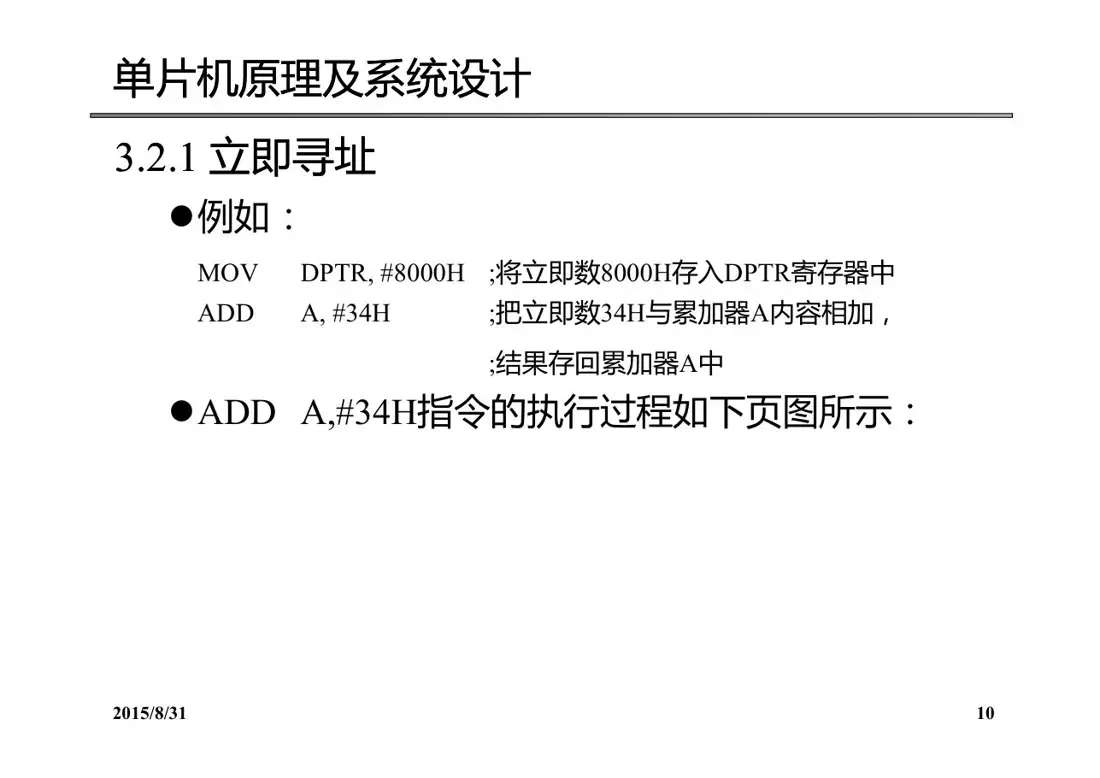 单片机原理及系统设计
3.2.1 立即寻址
●例如：
MOV DPTR, #8000H ;将立即数8000H存入DPTR寄存器中
ADD A, #34H ;把立即数34H与累加器A内容相加，
;结果存回累加器A中
●ADD A,#34H指令的执行过程如下页图所示：
2015/8/31 10